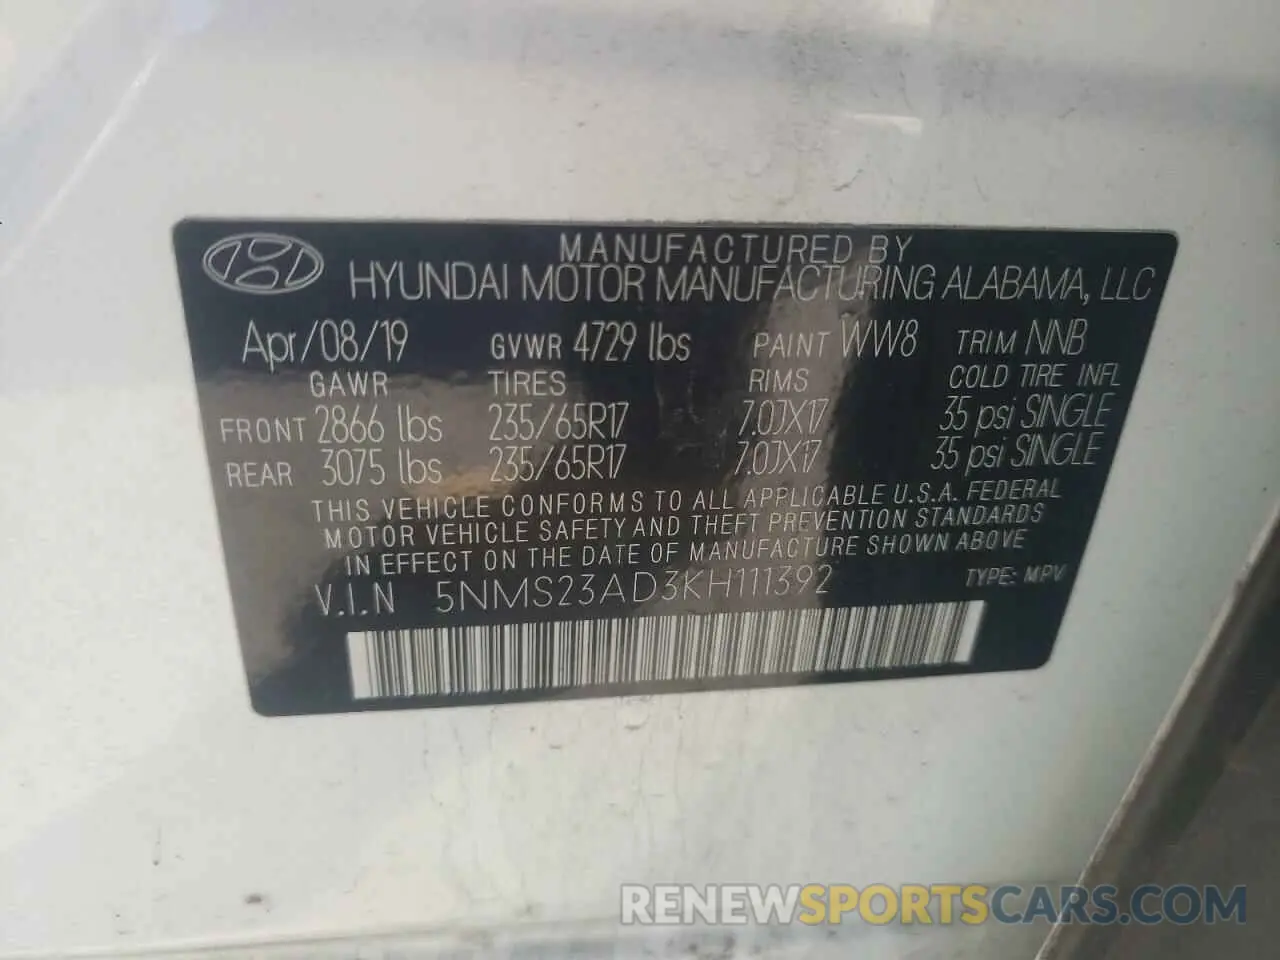 MANUFACTURED BY
HYUNDAI MOTOR MANUFACTURING ALABAMA, LLC
Apr/08/19 GVWR 4729 lbs PAINT WW8 TRIM NNB
GAWR TIRES RIMS COLD TIRE INFL
FRONT 2866 lbs 235/65R17 7.0JX17 35 psi SINGLE
REAR 3075 lbs 235/65R17 7.0JX17 35 psi SINGLE
THIS VEHICLE CONFORMS TO ALL APPLICABLE U.S.A. FEDERAL
MOTOR VEHICLE SAFETY AND THEFT PREVENTION STANDARDS
IN EFFECT ON THE DATE OF MANUFACTURE SHOWN ABOVE
V.I.N 5NMS23AD3KH111392 TYPE: MPV
RENEWSPORTSCARS.COM